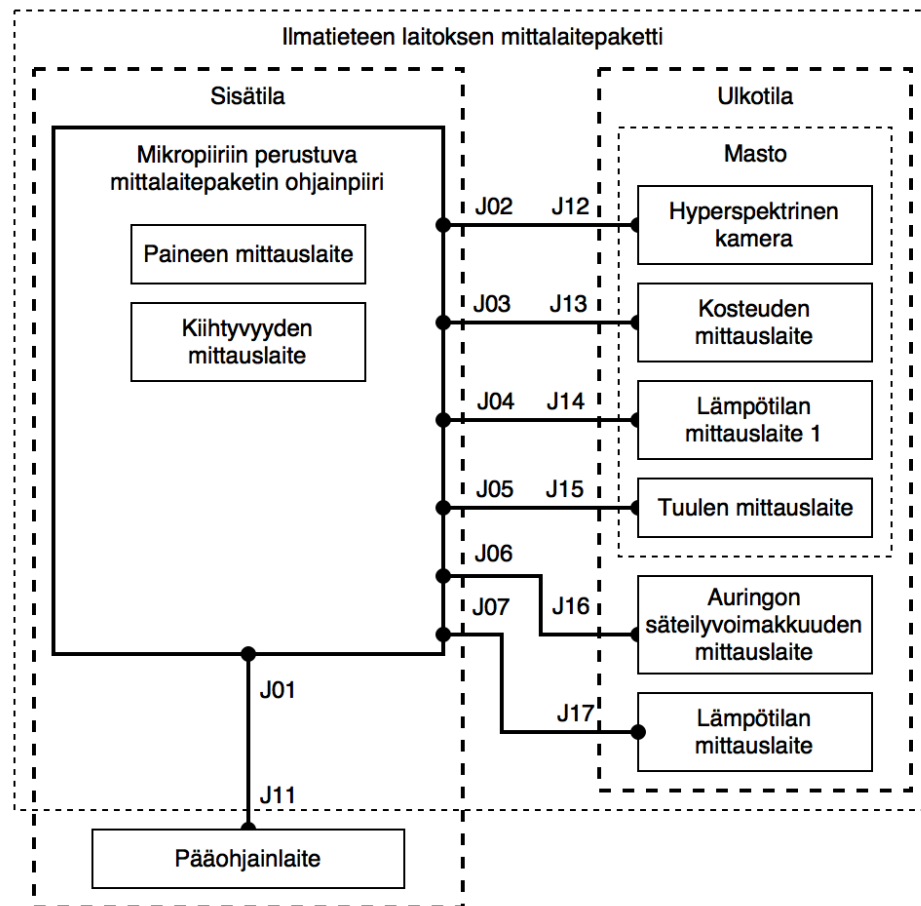 Ilmatieteen laitoksen mittalaitepaketti
Sisätila
Mikropiiriin perustuva
mittalaitepaketin ohjainpiiri
Paineen mittauslaite
Kiihtyvyyden
mittauslaite
J01
J11
Pääohjainlaite
J02 J12
J03 J13
J04 J14
J05 J15
J06
J16
J07
J17
Ulkotila
Masto
Hyperspektrinen
kamera
Kosteuden
mittauslaite
Lämpötilan
mittauslaite 1
Tuulen mittauslaite
Auringon
säteilyvoimakkuuden
mittauslaite
Lämpötilan
mittauslaite